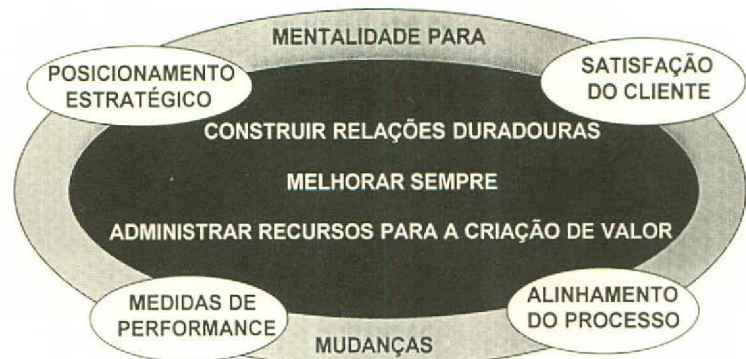 MENTALIDADE PARA
POSICIONAMENTO
ESTRATÉGICO
SATISFAÇÃO
DO CLIENTE
CONSTRUIR RELAÇÕES DURADOURAS
MELHORAR SEMPRE
ADMINISTRAR RECURSOS PARA A CRIAÇÃO DE VALOR
MEDIDAS DE
PERFORMANCE
ALINHAMENTO
DO PROCESSO
MUDANÇAS